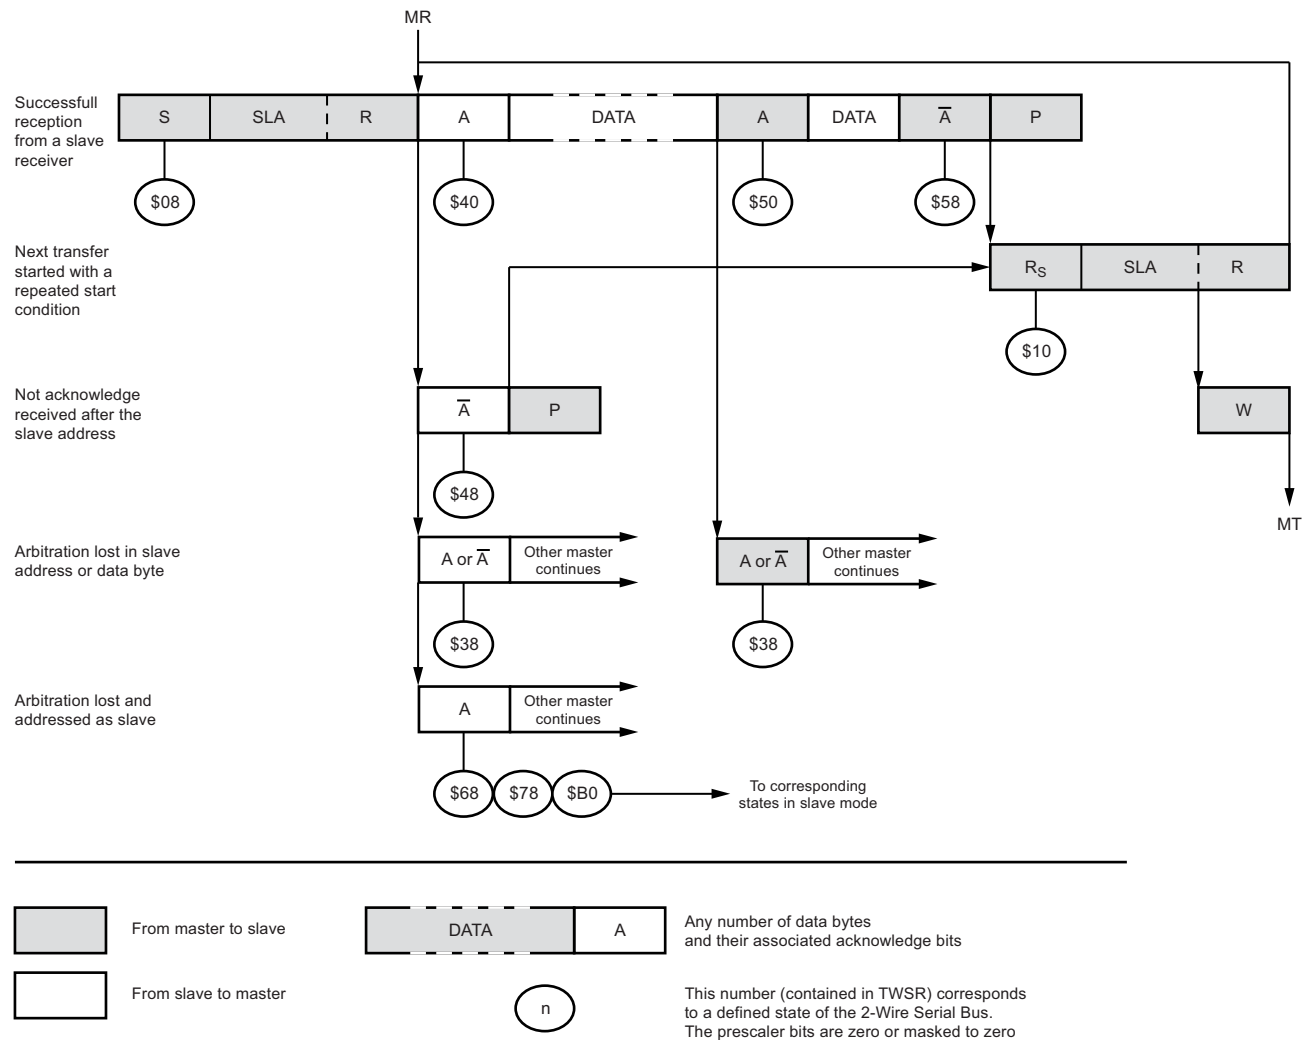 MR
Successfull
reception
from a slave
receiver
S SLA R A DATA A DATA A̅ P
$08 $40 $50 $58
Next transfer
started with a
repeated start
condition
RS SLA R
$10
Not acknowledge
received after the
slave address
A̅ P W
$48
MT
Arbitration lost in slave
address or data byte
A or A̅ Other master
continues
A or A̅ Other master
continues
$38 $38
Arbitration lost and
addressed as slave
A Other master
continues
$68 $78 $B0
To corresponding
states in slave mode
From master to slave
DATA A
Any number of data bytes
and their associated acknowledge bits
From slave to master
n
This number (contained in TWSR) corresponds
to a defined state of the 2-Wire Serial Bus.
The prescaler bits are zero or masked to zero